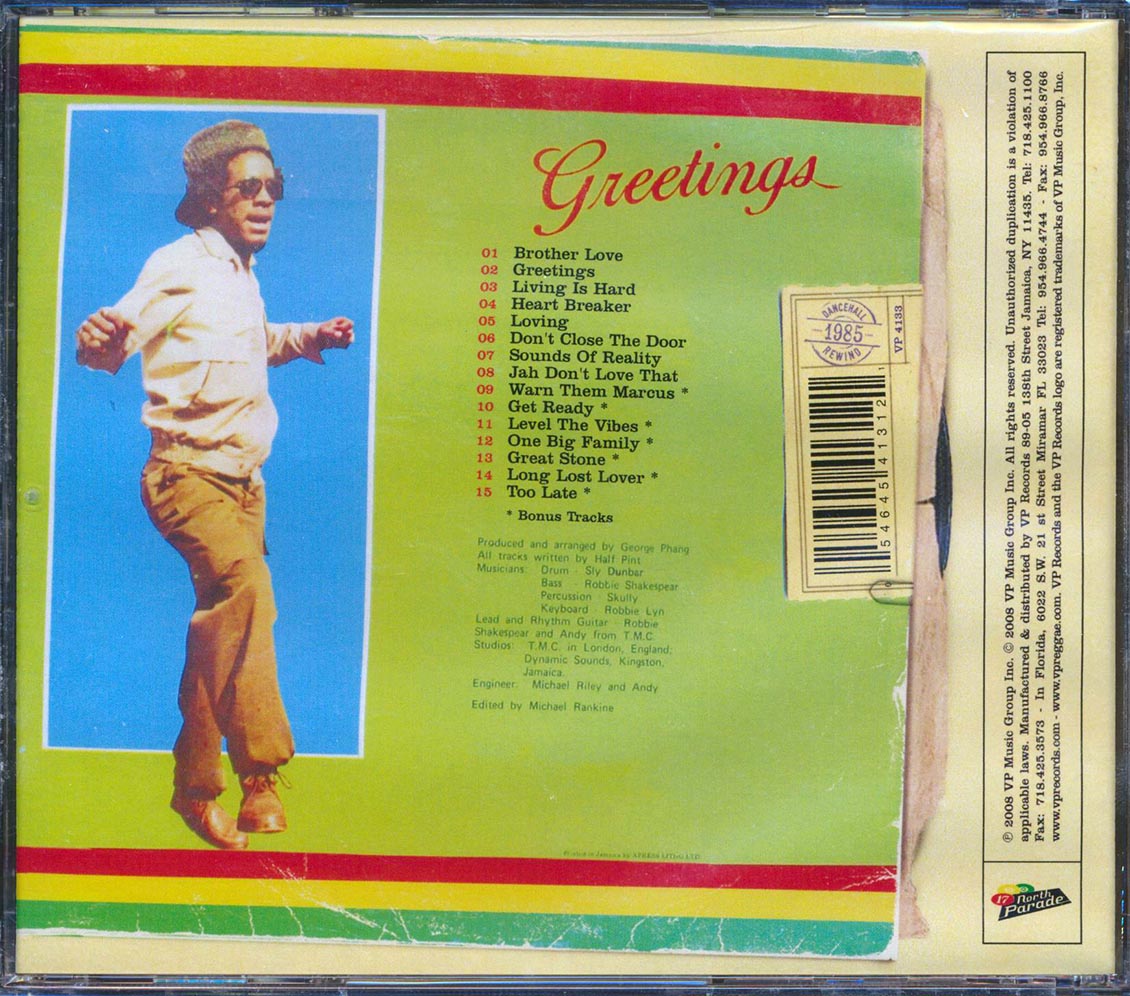 Greetings
01 Brother Love
02 Greetings
03 Living Is Hard
04 Heart Breaker
05 Loving
06 Don't Close The Door
07 Sounds Of Reality
08 Jah Don't Love That
09 Warn Them Marcus *
10 Get Ready *
11 Level The Vibes *
12 One Big Family *
13 Great Stone *
14 Long Lost Lover *
15 Too Late *
* Bonus Tracks
Produced and arranged by George Phang
All tracks written by Half Pint
Musicians: Drum - Sly Dunbar
Bass - Robbie Shakespear
Percussion - Skully
Keyboard - Robbie Lyn
Lead and Rhythm Guitar - Robbie
Shakespear and Andy from T.M.C.
Studios: T.M.C. in London, England;
Dynamic Sounds, Kingston,
Jamaica.
Engineer: Michael Riley and Andy
Edited by Michael Rankine
Printed in Jamaica by
DANCEHALL
1985
REWIND
VP 4133
5 46454 41312 1
℗ 2008 VP Music Group Inc. © 2008 VP Music Group Inc. All rights reserved. Unauthorized duplication is a violation of
applicable laws. Manufactured & distributed by VP Records 89-05 138th Street Jamaica, NY 11435. Tel: 718.425.1100
Fax: 718.425.3573 - In Florida, 6022 S.W. 21 st Street Miramar FL 33023 Tel: 954.966.4744 - Fax: 954.966.8766
www.vprecords.com - www.vpreggae.com. VP Records and the VP Records logo are registered trademarks of VP Music Group, Inc.
17 North
Parade